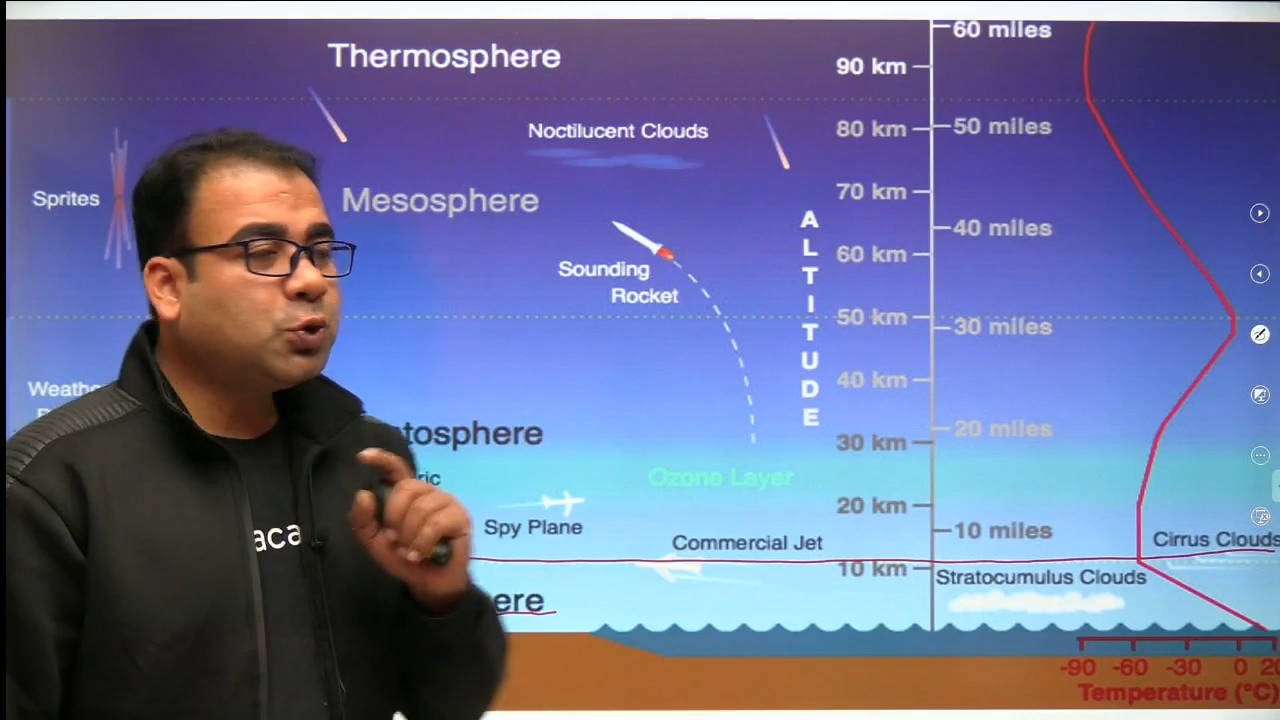 60 miles
Thermosphere
90 km
Noctilucent Clouds
80 km
50 miles
Sprites
Mesosphere
70 km
ALTITUDE
40 miles
60 km
Sounding
Rocket
50 km
30 miles
40 km
20 miles
30 km
Ozone Layer
20 km
Spy Plane
10 miles
Commercial Jet
Cirrus Clouds
10 km
Stratocumulus Clouds
aca
-90 -60 -30 0
Temperature (°C)